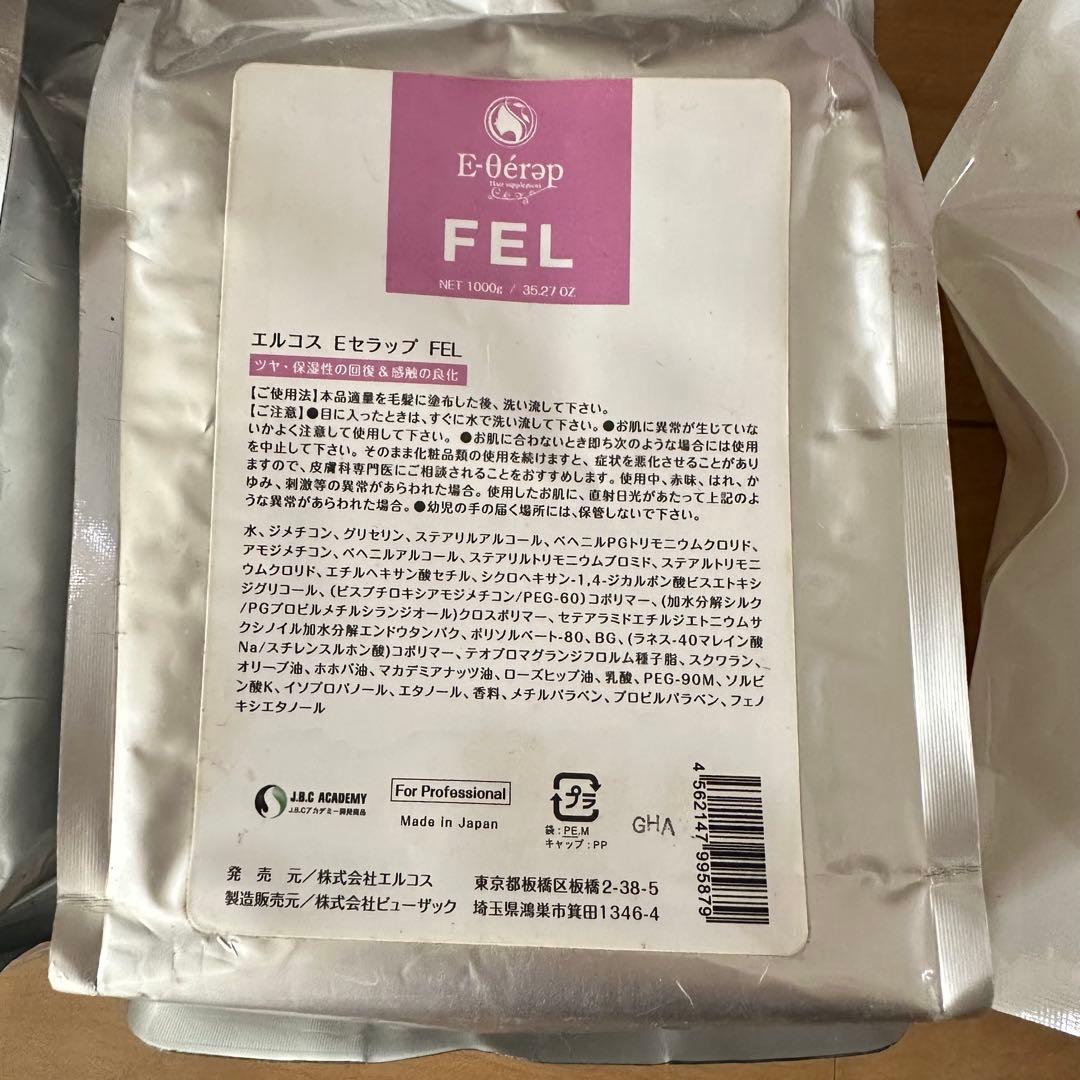 E-θérəp
Hair supplement
FEL
NET 1000g / 35.27 OZ
エルコス Eセラップ FEL
ツヤ・保湿性の回復&感触の良化
【ご使用法】本品適量を毛髪に塗布した後、洗い流して下さい。
【ご注意】●目に入ったときは、すぐに水で洗い流して下さい。●お肌に異常が生じていな
いかよく注意して使用して下さい。●お肌に合わないとき即ち次のような場合には使用
を中止して下さい。そのまま化粧品類の使用を続けますと、症状を悪化させることがあり
ますので、皮膚科専門医にご相談されることをおすすめします。使用中、赤味、はれ、か
ゆみ、刺激等の異常があらわれた場合。使用したお肌に、直射日光があたって上記のよ
うな異常があらわれた場合。●幼児の手の届く場所には、保管しないで下さい。
水、ジメチコン、グリセリン、ステアリルアルコール、ベヘニルPGトリモニウムクロリド、
アモジメチコン、ベヘニルアルコール、ステアリルトリモニウムブロミド、ステアルトリモニ
ウムクロリド、エチルヘキサン酸セチル、シクロヘキサン-1,4-ジカルボン酸ビスエトキシ
ジグリコール、(ビスブチロキシアモジメチコン/PEG-60)コポリマー、(加水分解シルク
/PGプロピルメチルシランジオール)クロスポリマー、セテアラミドエチルジエトニウムサ
クシノイル加水分解エンドウタンパク、ポリソルベート-80、BG、(ラネス-40マレイン酸
Na/スチレンスルホン酸)コポリマー、テオブロマグランジフロルム種子脂、スクワラン、
オリーブ油、ホホバ油、マカデミアナッツ油、ローズヒップ油、乳酸、PEG-90M、ソルビ
ン酸K、イソプロパノール、エタノール、香料、メチルパラベン、プロピルパラベン、フェノ
キシエタノール
J.B.C ACADEMY
J.B.Cアカデミー開発商品
For Professional
Made in Japan
プラ
袋:PE,M
キャップ:PP
GHA
4 562147 995879
発 売 元/株式会社エルコス 東京都板橋区板橋2-38-5
製造販売元/株式会社ビューザック 埼玉県鴻巣市箕田1346-4